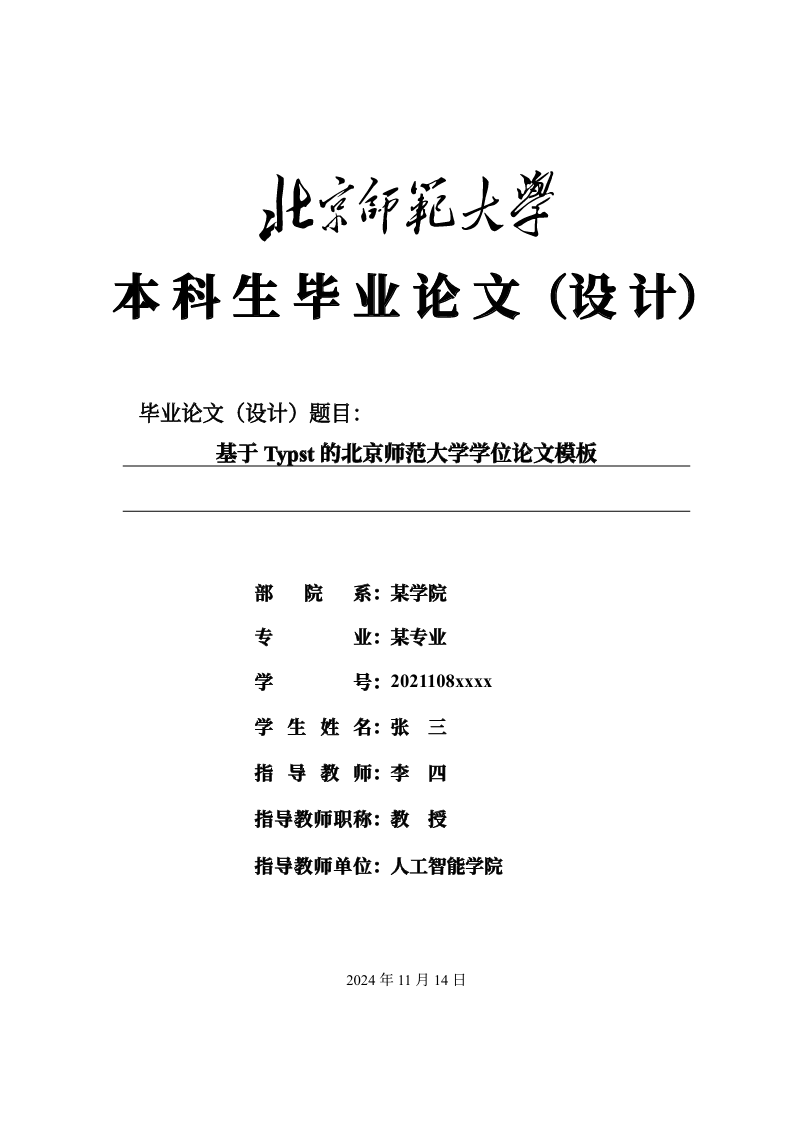 北京師範大學
本科生毕业论文(设计)
毕业论文（设计）题目：
基于 Typst 的北京师范大学学位论文模板
部院系：某学院
专业：某专业
学号：2021108xxxx
学生姓名：张 三
指导教师：李 四
指导教师职称：教 授
指导教师单位：人工智能学院
2024 年 11 月 14 日